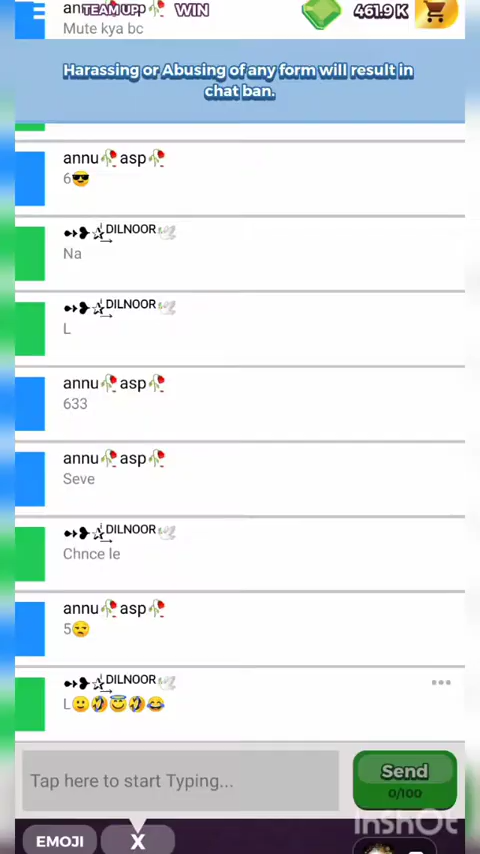 annu🥀asp🥀
TEAM UP! WIN
461.9 K
Mute kya bc
Harassing or Abusing of any form will result in
chat ban.
annu🥀asp🥀
6😎
➻❥✰DILNOOR🕊
Na
➻❥✰DILNOOR🕊
L
annu🥀asp🥀
633
annu🥀asp🥀
Seve
➻❥✰DILNOOR🕊
Chnce le
annu🥀asp🥀
5😒
➻❥✰DILNOOR🕊
L🙂🤣😇🤣😂
Tap here to start Typing...
Send
0/100
InshOt
EMOJI X